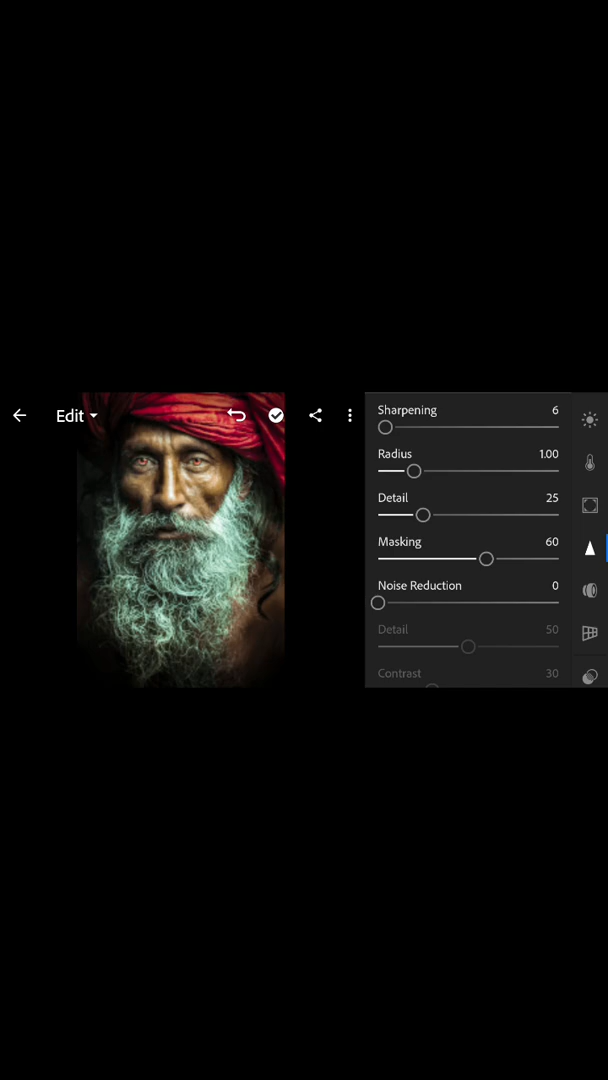 Edit
Sharpening 6
Radius 1.00
Detail 25
Masking 60
Noise Reduction 0
Detail 50
Contrast 30